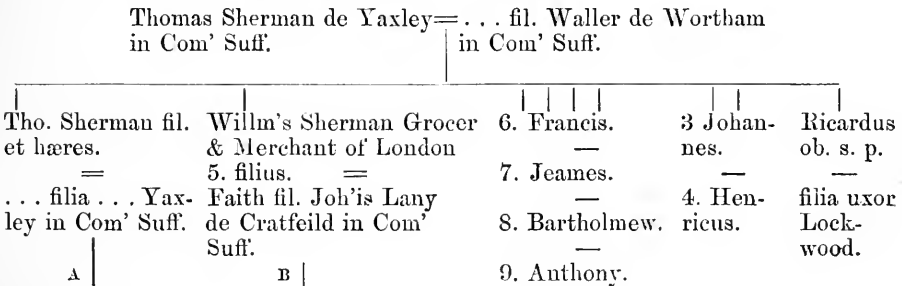 Thomas Sherman de Yaxley=. . . fil. Waller de Wortham
in Com' Suff. in Com' Suff.
Tho. Sherman fil.
et hæres.
=
. . . filia . . . Yax-
ley in Com' Suff.
A
Willm's Sherman Grocer
& Merchant of London
5. filius. =
Faith fil. Joh'is Lany
de Cratfeild in Com'
Suff.
B
6. Francis.
—
7. Jeames.
—
8. Bartholmew.
—
9. Anthony.
3 Johan-
nes.
—
4. Hen-
ricus.
Ricardus
ob. s. p.
—
filia uxor
Lock-
wood.